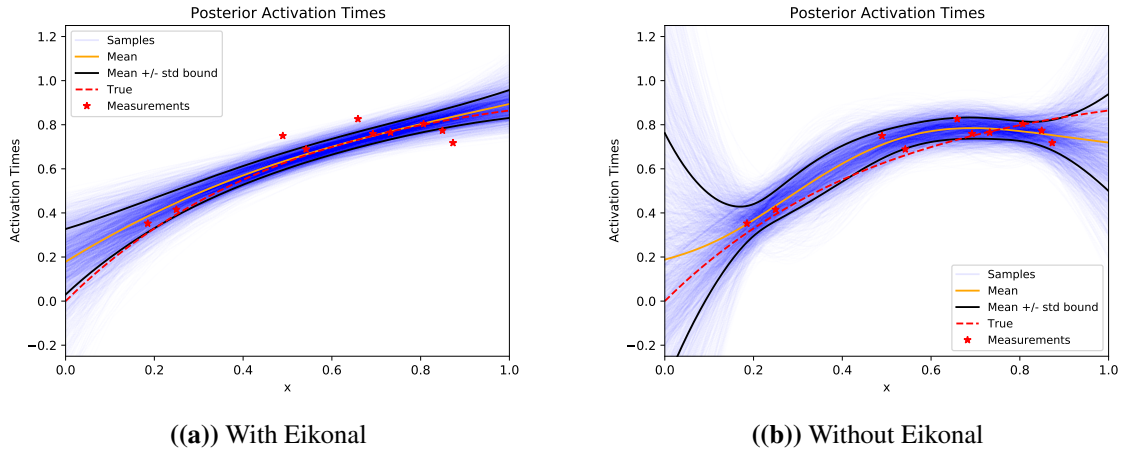 Posterior Activation Times
1.2
1.0
0.8
0.6
0.4
0.2
0.0
−0.2
Activation Times
Samples
Mean
Mean +/- std bound
True
Measurements
0.0 0.2 0.4 0.6 0.8 1.0
x
((a)) With Eikonal
Posterior Activation Times
1.2
1.0
0.8
0.6
0.4
0.2
0.0
−0.2
Activation Times
Samples
Mean
Mean +/- std bound
True
Measurements
0.0 0.2 0.4 0.6 0.8 1.0
x
((b)) Without Eikonal